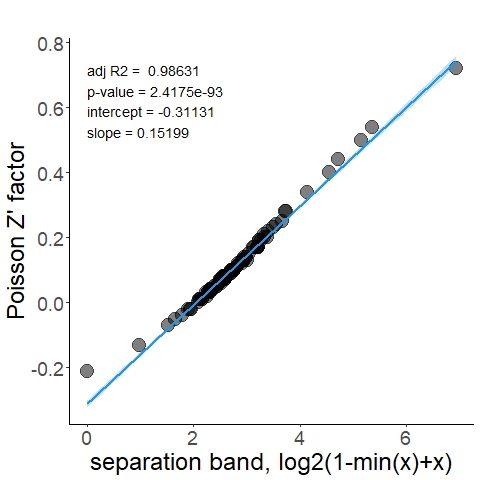 adj R2 = 0.98631
p-value = 2.4175e-93
intercept = -0.31131
slope = 0.15199
Poisson Z' factor
0.8
0.6
0.4
0.2
0.0
-0.2
0 2 4 6
separation band, log2(1-min(x)+x)